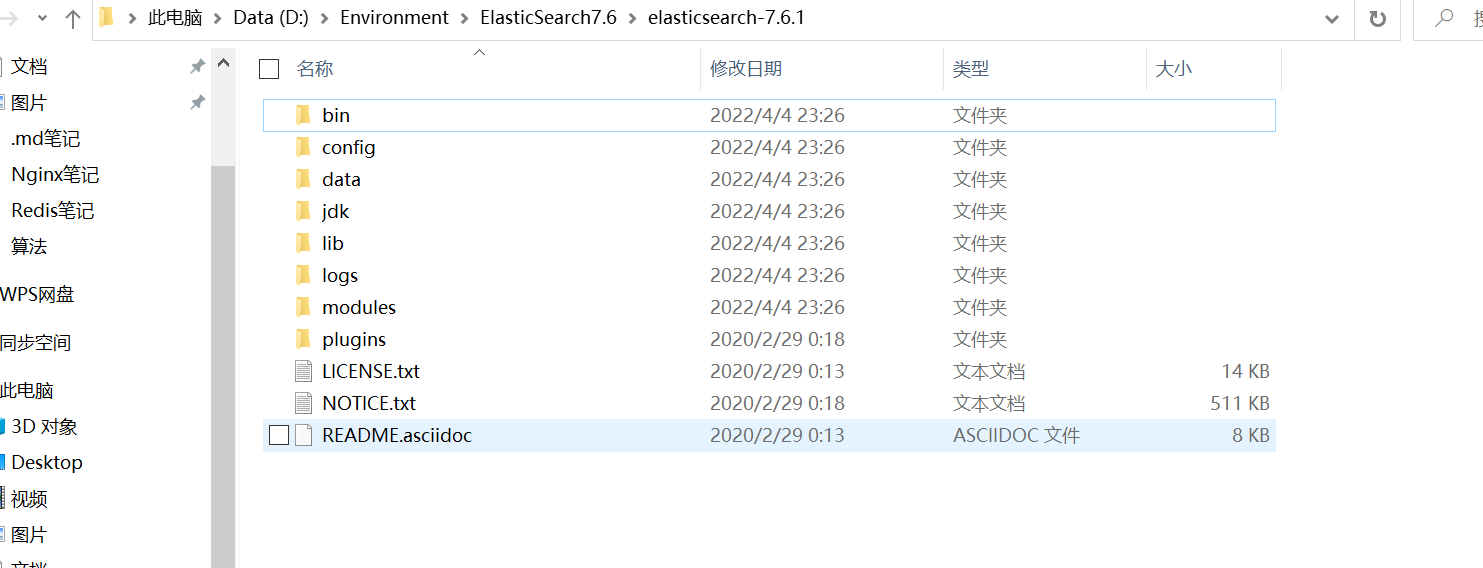 此电脑 > Data (D:) > Environment > ElasticSearch7.6 > elasticsearch-7.6.1
文档
图片
.md笔记
Nginx笔记
Redis笔记
算法
WPS网盘
同步空间
此电脑
3D 对象
Desktop
视频
图片
文档
名称 修改日期 类型 大小
bin 2022/4/4 23:26 文件夹
config 2022/4/4 23:26 文件夹
data 2022/4/4 23:26 文件夹
jdk 2022/4/4 23:26 文件夹
lib 2022/4/4 23:26 文件夹
logs 2022/4/4 23:26 文件夹
modules 2022/4/4 23:26 文件夹
plugins 2020/2/29 0:18 文件夹
LICENSE.txt 2020/2/29 0:13 文本文档 14 KB
NOTICE.txt 2020/2/29 0:18 文本文档 511 KB
README.asciidoc 2020/2/29 0:13 ASCIIDOC 文件 8 KB